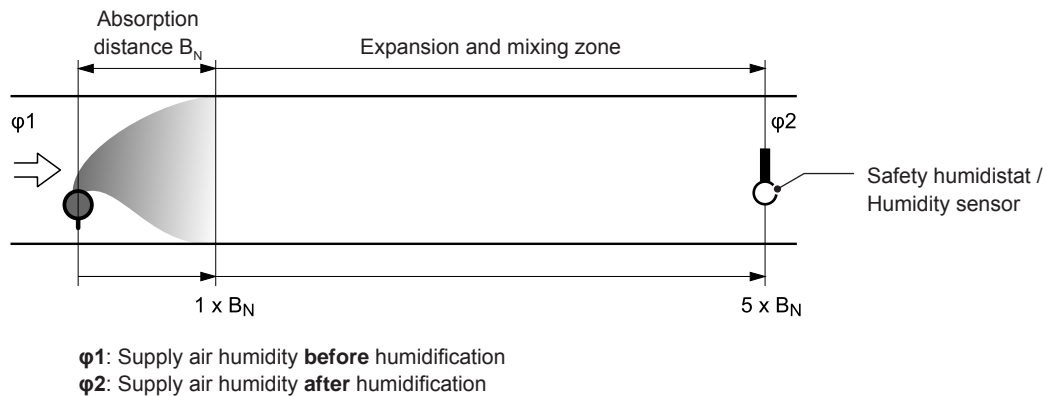 Absorption
distance B_N
Expansion and mixing zone
φ1
φ2
Safety humidistat /
Humidity sensor
1 x B_N
5 x B_N
φ1: Supply air humidity before humidification
φ2: Supply air humidity after humidification